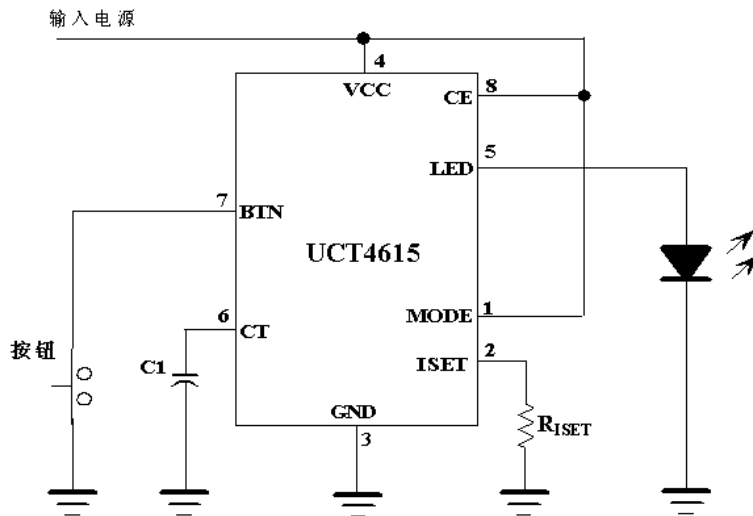 输入电源
4
VCC
8
CE
5
LED
7
BTN
UCT4615
6
CT
1
MODE
2
ISET
按钮
C1
GND
3
RISET